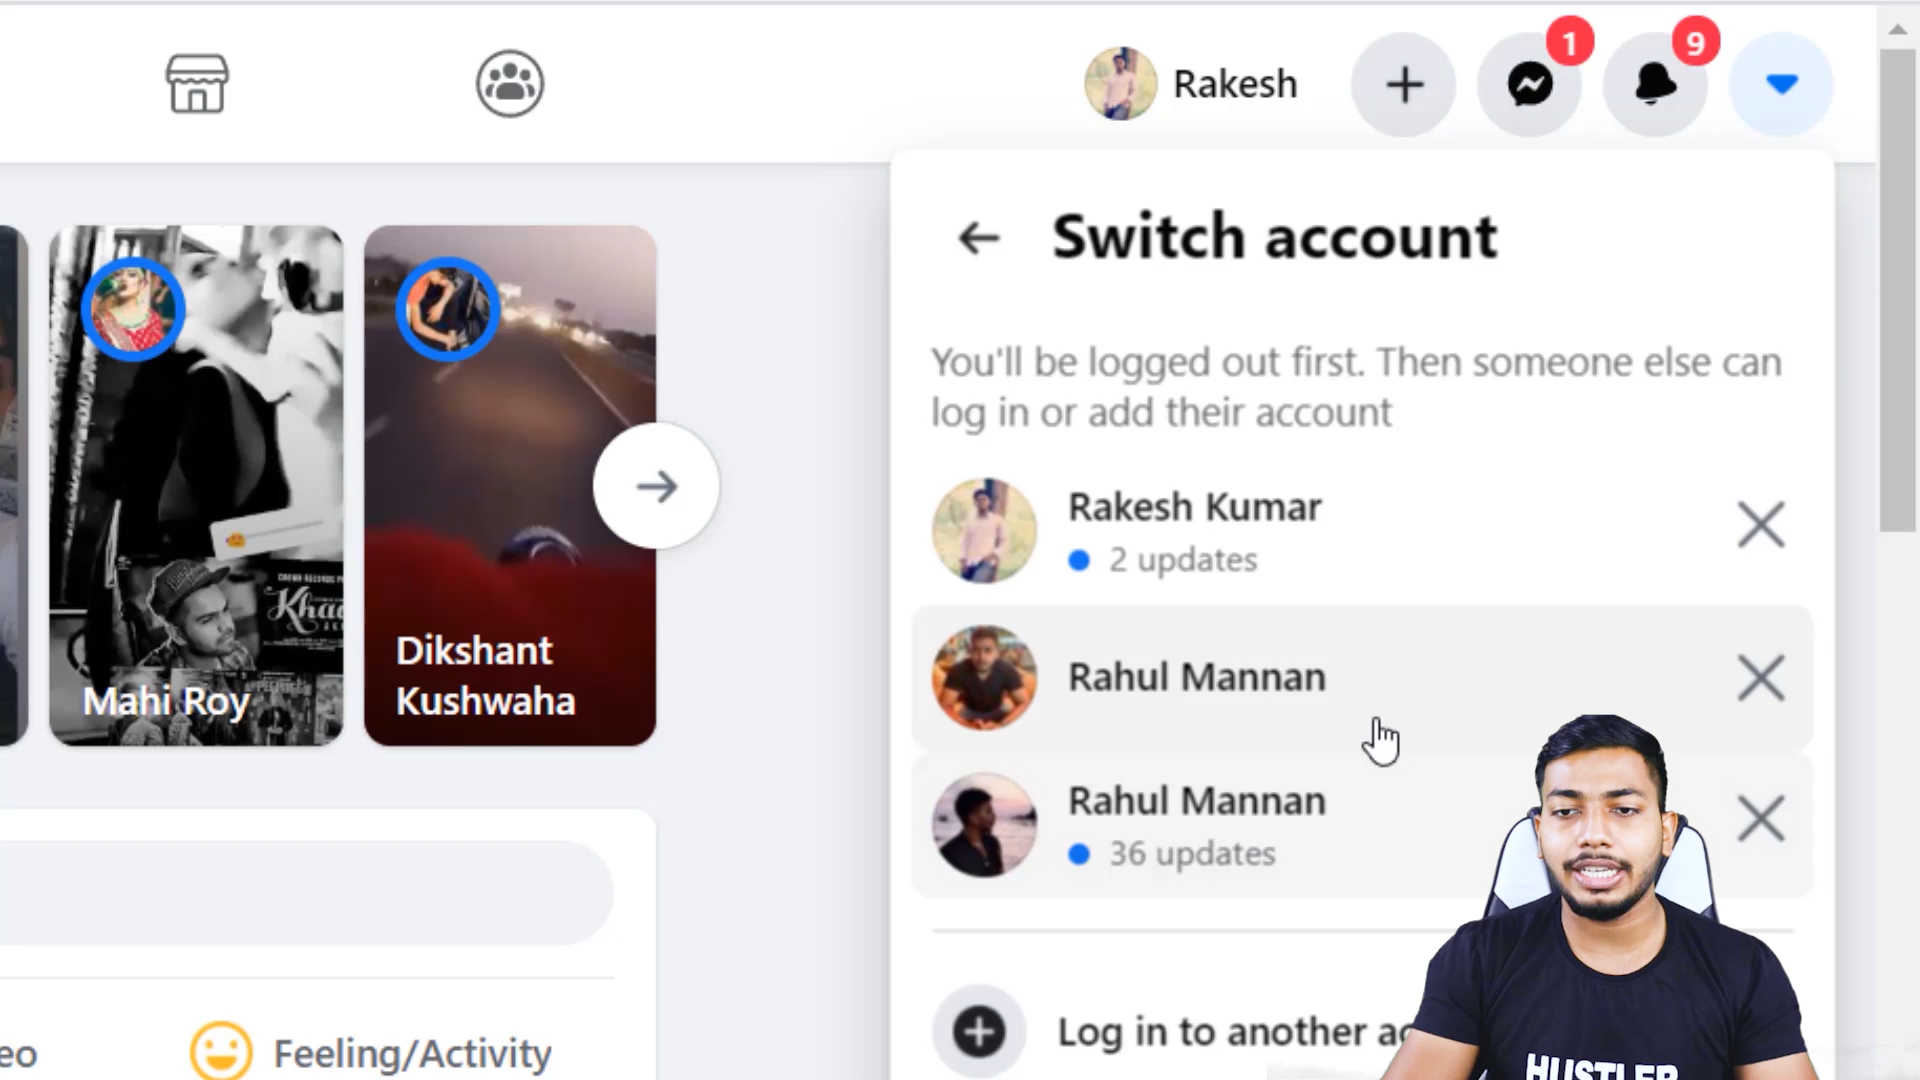 Rakesh
1
9
Switch account
You'll be logged out first. Then someone else can
log in or add their account
Rakesh Kumar
2 updates
Rahul Mannan
Rahul Mannan
36 updates
Log in to another
Mahi Roy
Dikshant
Kushwaha
Feeling/Activity
HUSTLER